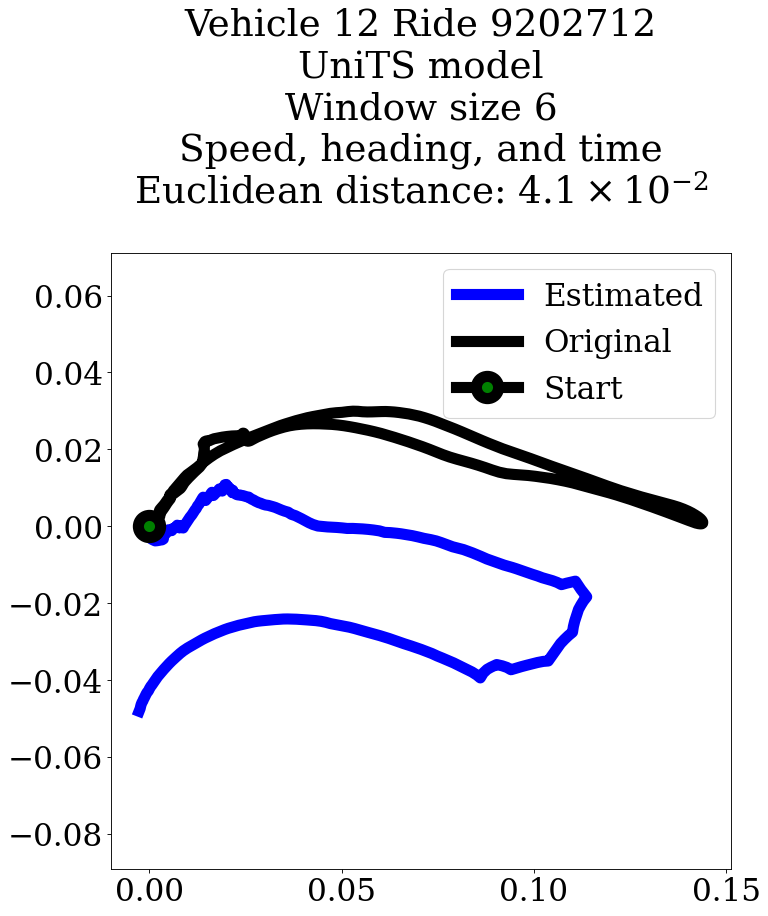 Vehicle 12 Ride 9202712
UniTS model
Window size 6
Speed, heading, and time
Euclidean distance: 4.1 × 10⁻²
Estimated
Original
Start
0.06
0.04
0.02
0.00
−0.02
−0.04
−0.06
−0.08
0.00 0.05 0.10 0.15